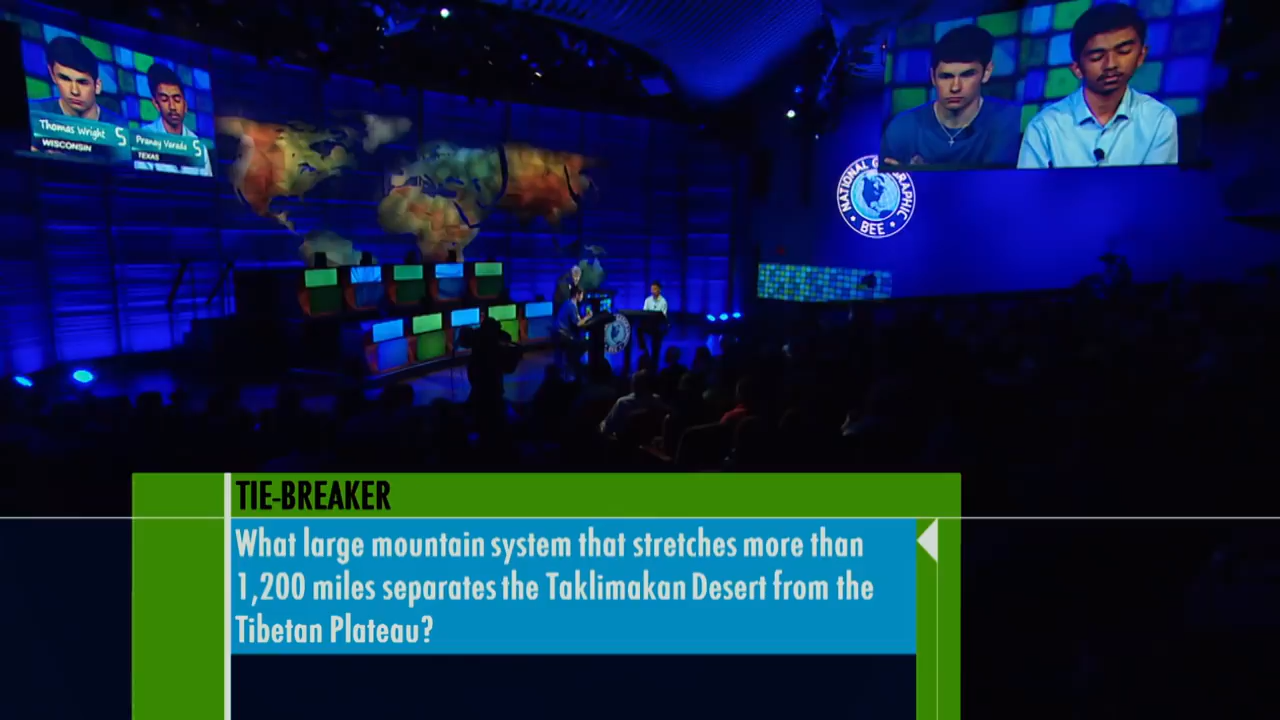 Thomas Wright 5
WISCONSIN
Pranay Varada 5
TEXAS
NATIONAL GEOGRAPHIC
BEE
TIE-BREAKER
What large mountain system that stretches more than
1,200 miles separates the Taklimakan Desert from the
Tibetan Plateau?